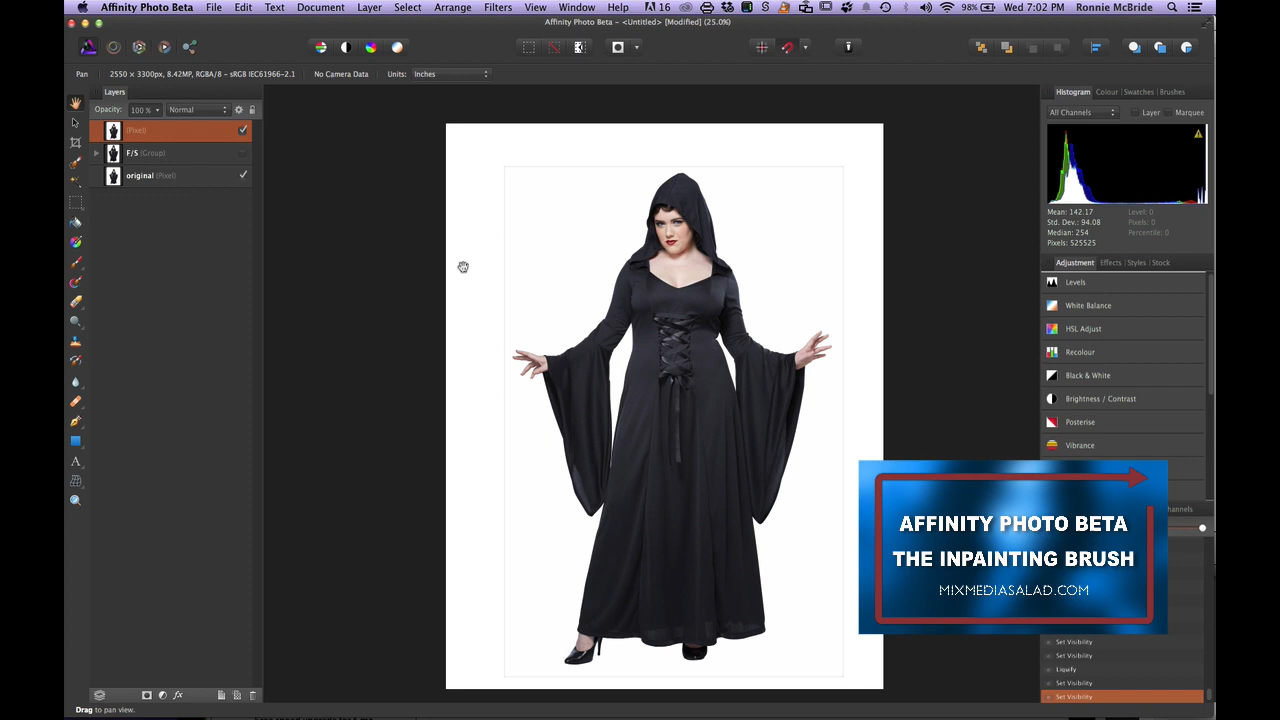 Affinity Photo Beta File Edit Text Document Layer Select Arrange Filters View Window Help 16 98% Wed 7:02 PM Ronnie McBride
Affinity Photo Beta - <Untitled> [Modified] (25.0%)
Pan 2550 × 3300px, 8.42MP, RGBA/8 - sRGB IEC61966-2.1 No Camera Data Units: Inches
Layers
Opacity: 100 % Normal
(Pixel)
F/S (Group)
original (Pixel)
Histogram Colour Swatches Brushes
All Channels Layer Marquee
Mean: 142.17 Level: 0
Std. Dev.: 94.08 Pixels: 0
Median: 254 Percentile: 0
Pixels: 525525
Adjustment Effects Styles Stock
Levels
White Balance
HSL Adjust
Recolour
Black & White
Brightness / Contrast
Posterise
Vibrance
AFFINITY PHOTO BETA
THE INPAINTING BRUSH
MIXMEDIASALAD.COM
Set Visibility
Set Visibility
Liquify
Set Visibility
Set Visibility
Drag to pan view.